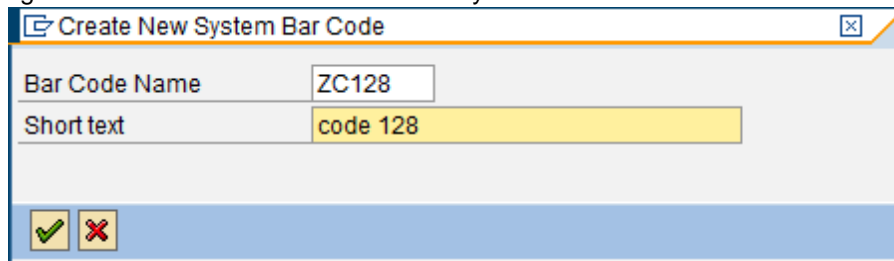 Create New System Bar Code
Bar Code Name ZC128
Short text code 128